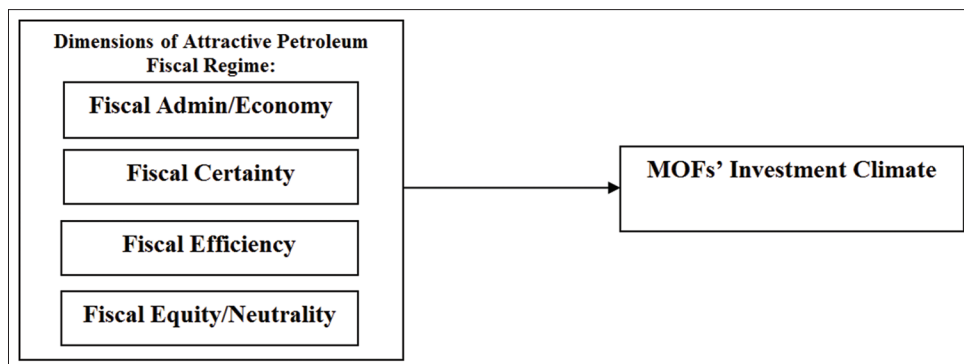 Dimensions of Attractive Petroleum
Fiscal Regime:
Fiscal Admin/Economy
Fiscal Certainty
Fiscal Efficiency
Fiscal Equity/Neutrality
MOFs' Investment Climate